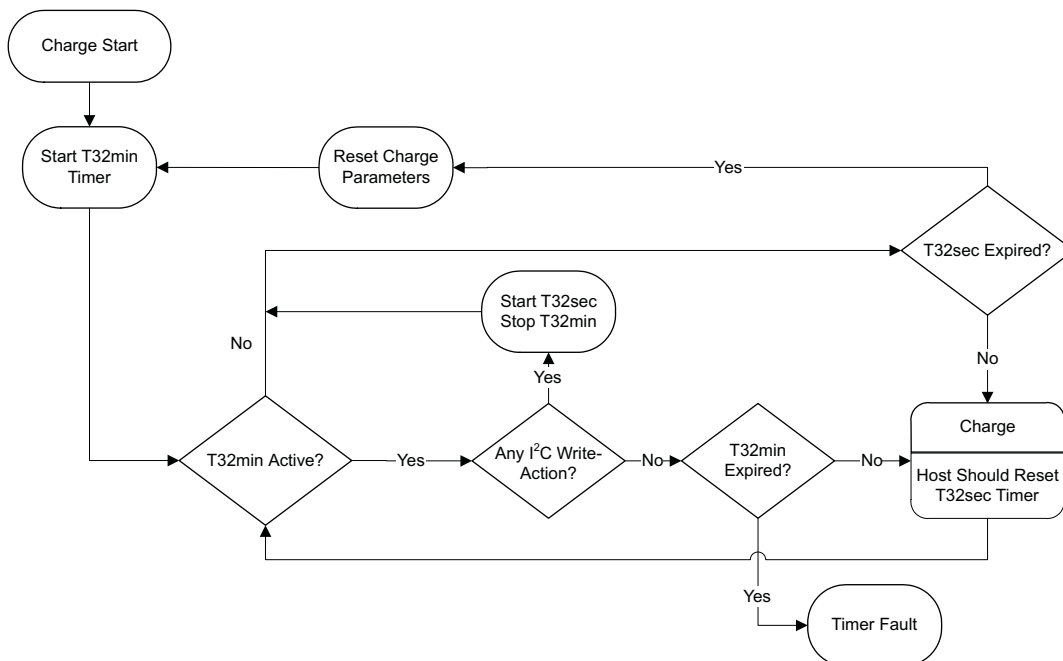 Charge Start
Start T32min
Timer
Reset Charge
Parameters
Yes
T32sec Expired?
Start T32sec
Stop T32min
No
Yes
No
T32min Active?
Yes
Any I²C Write-
Action?
No
T32min
Expired?
No
Charge
Host Should Reset
T32sec Timer
Yes
Timer Fault